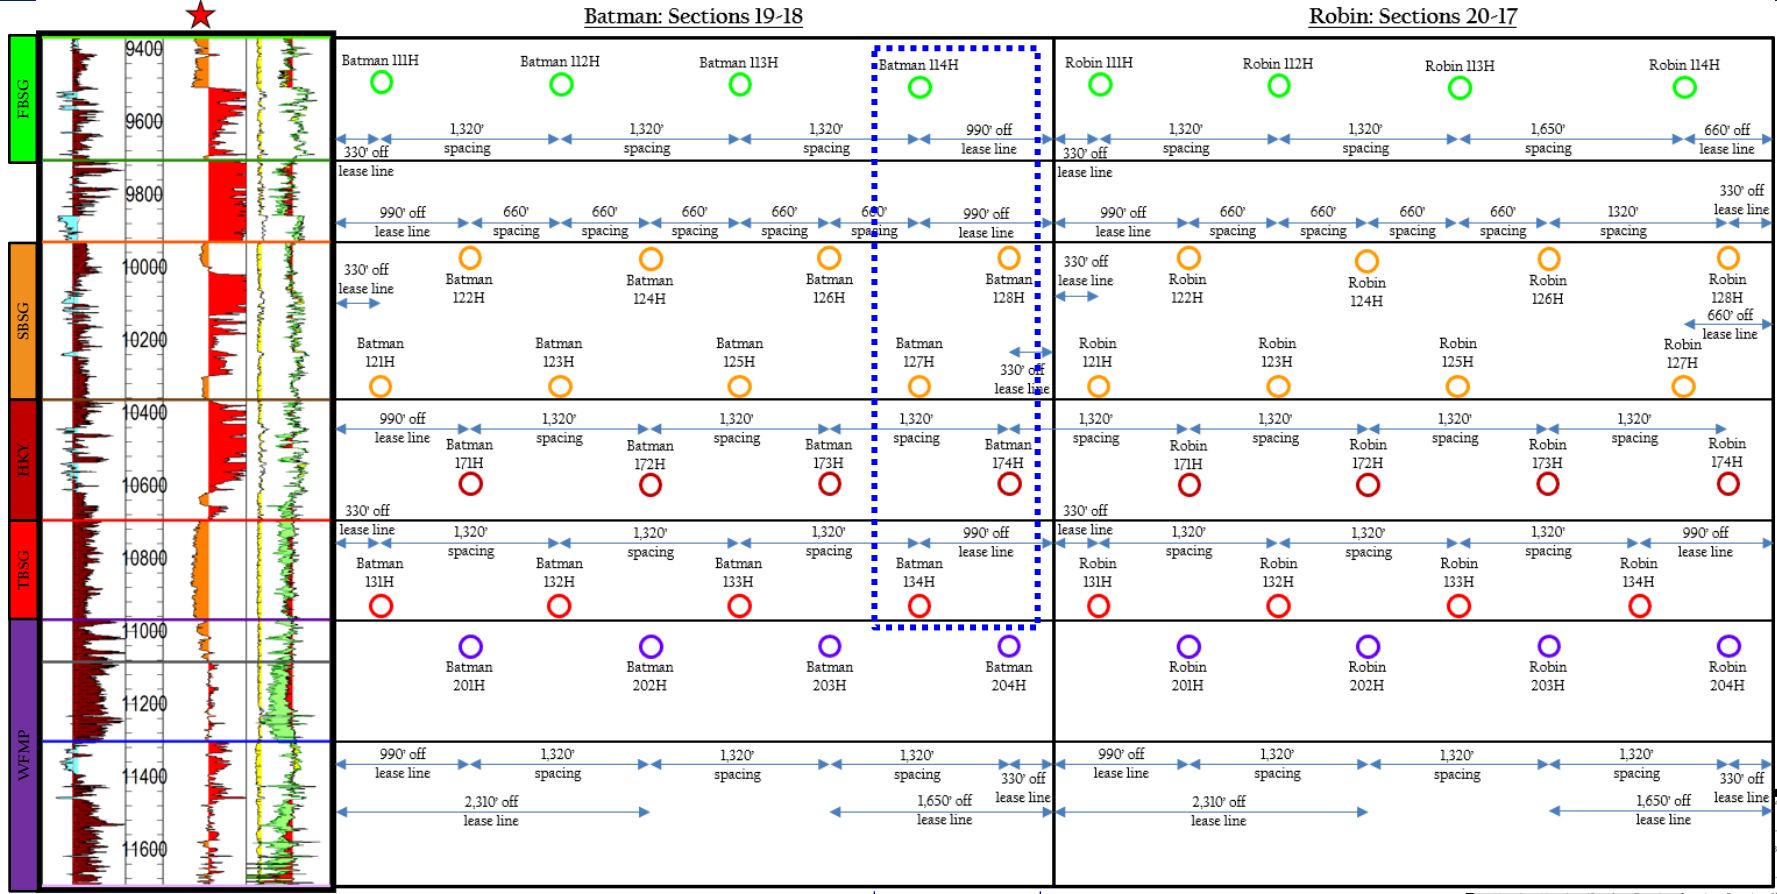 Batman: Sections 19-18
Robin: Sections 20-17
FBSG
SBSG
HKY
TBSG
WFMP
9400
9600
9800
10000
10200
10400
10600
10800
11000
11200
11400
11600
Batman 111H
Batman 112H
Batman 113H
Batman 114H
Robin 111H
Robin 112H
Robin 113H
Robin 114H
330' off
lease line
1,320'
spacing
1,320'
spacing
1,320'
spacing
990' off
lease line
330' off
lease line
1,320'
spacing
1,320'
spacing
1,650'
spacing
660' off
lease line
990' off
lease line
660'
spacing
660'
spacing
660'
spacing
660'
spacing
660'
spacing
990' off
lease line
990' off
lease line
660'
spacing
660'
spacing
660'
spacing
660'
spacing
1320'
spacing
330' off
lease line
330' off
lease line
Batman
122H
Batman
124H
Batman
126H
Batman
128H
330' off
lease line
Robin
122H
Robin
124H
Robin
126H
Robin
128H
660' off
lease line
Batman
121H
Batman
123H
Batman
125H
Batman
127H
330' off
lease line
Robin
121H
Robin
123H
Robin
125H
Robin
127H
990' off
lease line
1,320'
spacing
1,320'
spacing
1,320'
spacing
1,320'
spacing
1,320'
spacing
1,320'
spacing
1,320'
spacing
Batman
171H
Batman
172H
Batman
173H
Batman
174H
Robin
171H
Robin
172H
Robin
173H
Robin
174H
330' off
lease line
1,320'
spacing
1,320'
spacing
1,320'
spacing
990' off
lease line
330' off
lease line
1,320'
spacing
1,320'
spacing
1,320'
spacing
990' off
lease line
Batman
131H
Batman
132H
Batman
133H
Batman
134H
Robin
131H
Robin
132H
Robin
133H
Robin
134H
Batman
201H
Batman
202H
Batman
203H
Batman
204H
Robin
201H
Robin
202H
Robin
203H
Robin
204H
990' off
lease line
1,320'
spacing
1,320'
spacing
1,320'
spacing
330' off
lease line
990' off
lease line
1,320'
spacing
1,320'
spacing
1,320'
spacing
330' off
lease line
2,310' off
lease line
1,650' off
lease line
2,310' off
lease line
1,650' off
lease line